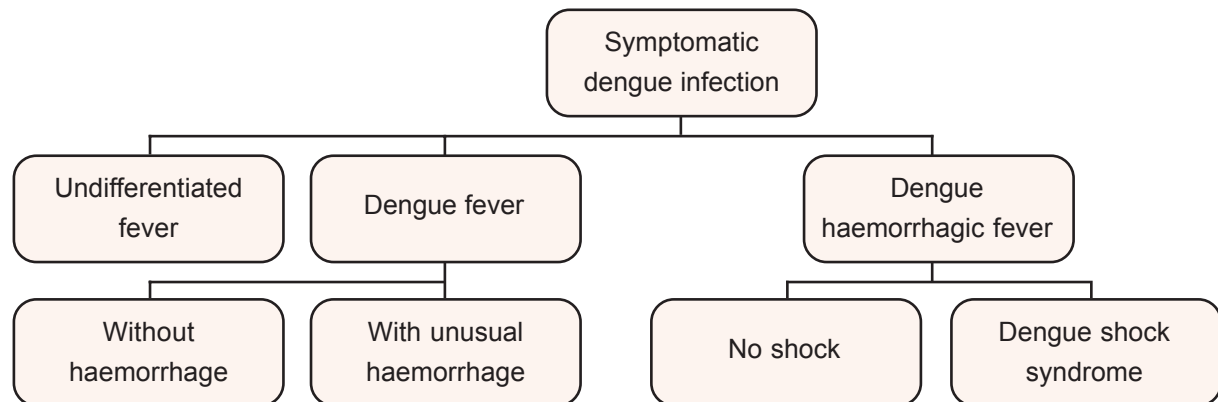 Symptomatic
dengue infection
Undifferentiated
fever
Dengue fever
Dengue
haemorrhagic fever
Without
haemorrhage
With unusual
haemorrhage
No shock
Dengue shock
syndrome